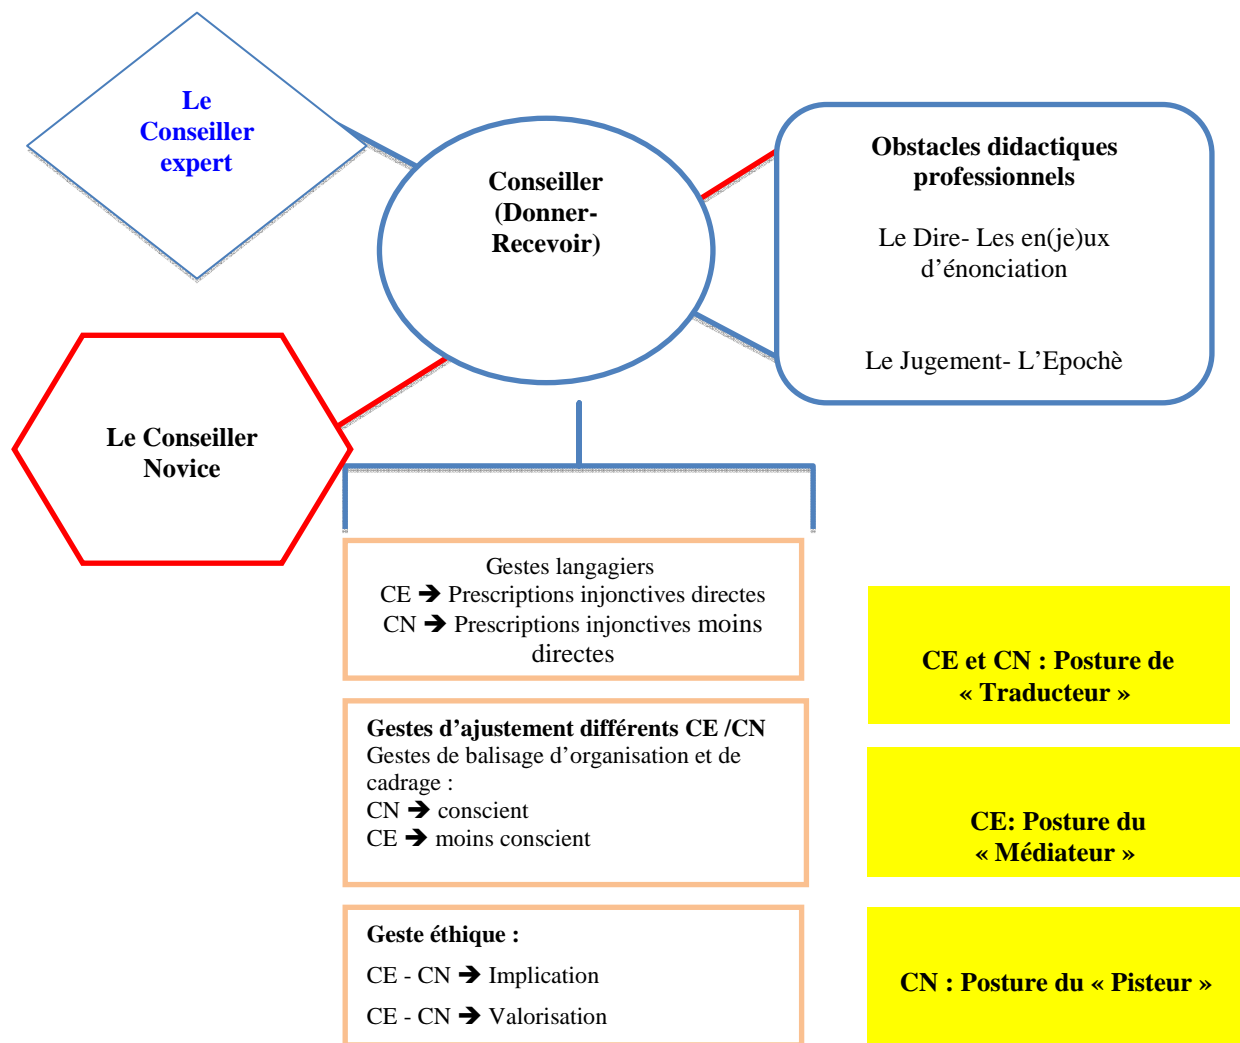 Le
Conseiller
expert
Conseiller
(Donner-
Recevoir)
Obstacles didactiques
professionnels
Le Dire- Les en(je)ux
d’énonciation
Le Jugement- L’Epochè
Le Conseiller
Novice
Gestes langagiers
CE ➔ Prescriptions injonctives directes
CN ➔ Prescriptions injonctives moins
directes
CE et CN : Posture de
« Traducteur »
Gestes d’ajustement différents CE /CN
Gestes de balisage d’organisation et de
cadrage :
CN ➔ conscient
CE ➔ moins conscient
CE: Posture du
« Médiateur »
Geste éthique :
CE - CN ➔ Implication
CE - CN ➔ Valorisation
CN : Posture du « Pisteur »